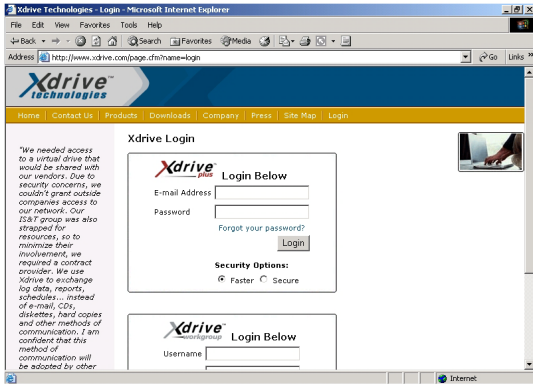 Xdrive Technologies - Login - Microsoft Internet Explorer
File Edit View Favorites Tools Help
Back Search Favorites Media
Address http://www.xdrive.com/page.cfm?name=login Go Links »
Xdrive™
technologies
Home Contact Us Products Downloads Company Press Site Map Login
Xdrive Login
"We needed access
to a virtual drive that
would be shared with
our vendors. Due to
security concerns, we
couldn't grant outside
companies access to
our network. Our
IS&T group was also
strapped for
resources, so to
minimize their
involvement, we
required a contract
provider. We use
Xdrive to exchange
log data, reports,
schedules... instead
of e-mail, CDs,
diskettes, hard copies
and other methods of
communication. I am
confident that this
method of
communication will
be adopted by other
Xdrive™
plus
Login Below
E-mail Address
Password
Forgot your password?
Login
Security Options:
Faster Secure
Xdrive™
workgroup
Login Below
Username
Internet